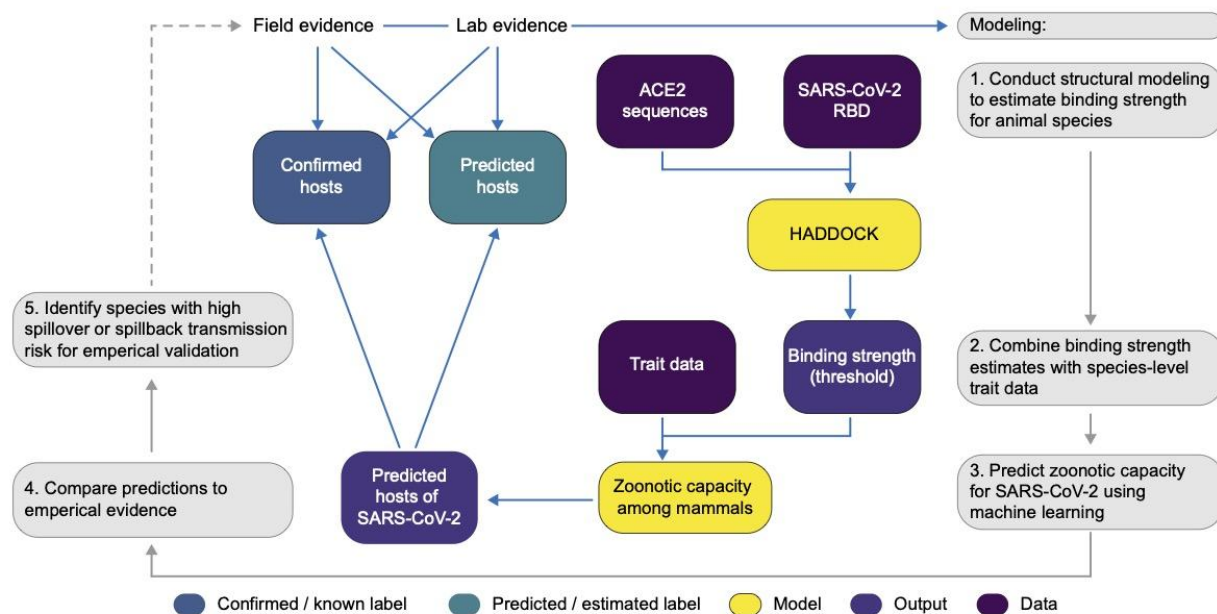 Field evidence
Lab evidence
Modeling:
ACE2
sequences
SARS-CoV-2
RBD
1. Conduct structural modeling
to estimate binding strength
for animal species
Confirmed
hosts
Predicted
hosts
HADDOCK
5. Identify species with high
spillover or spillback transmission
risk for emperical validation
Trait data
Binding strength
(threshold)
2. Combine binding strength
estimates with species-level
trait data
4. Compare predictions to
emperical evidence
Predicted
hosts of
SARS-CoV-2
Zoonotic capacity
among mammals
3. Predict zoonotic capacity
for SARS-CoV-2 using
machine learning
Confirmed / known label
Predicted / estimated label
Model
Output
Data